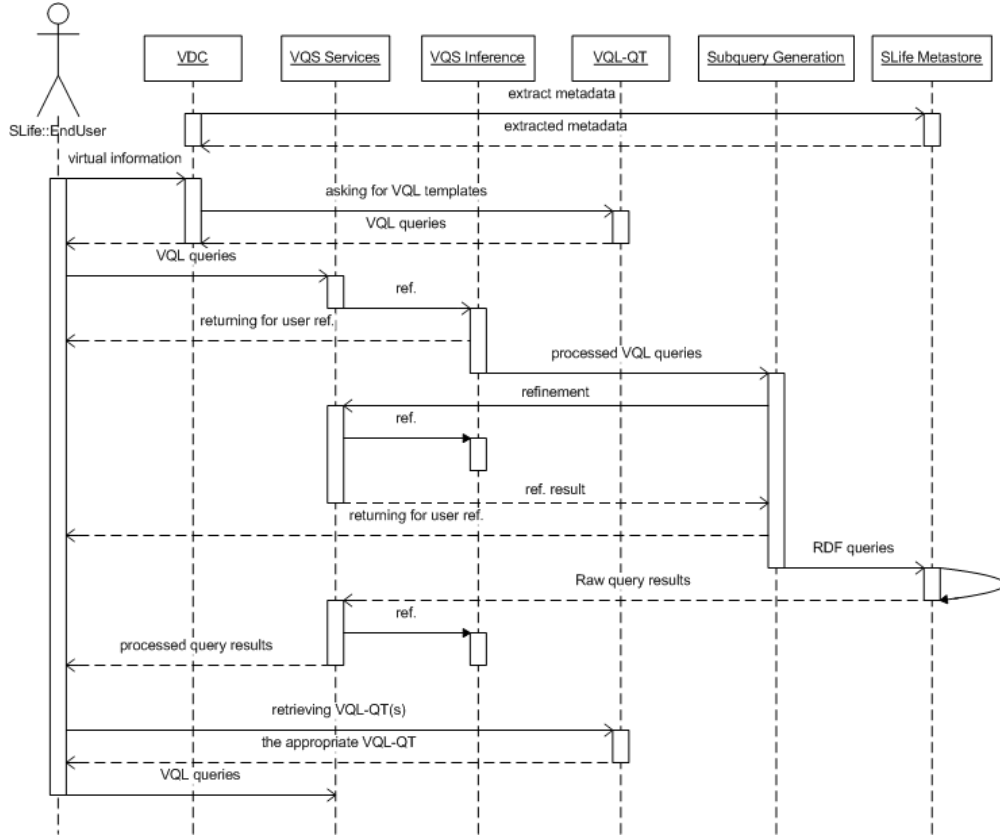 VDC
VQS Services
VQS Inference
VQL-QT
Subquery Generation
SLife Metastore
extract metadata
SLife::EndUser
extracted metadata
virtual information
asking for VQL templates
VQL queries
VQL queries
ref.
returning for user ref.
processed VQL queries
refinement
ref.
ref. result
returning for user ref.
RDF queries
Raw query results
ref.
processed query results
retrieving VQL-QT(s)
the appropriate VQL-QT
VQL queries